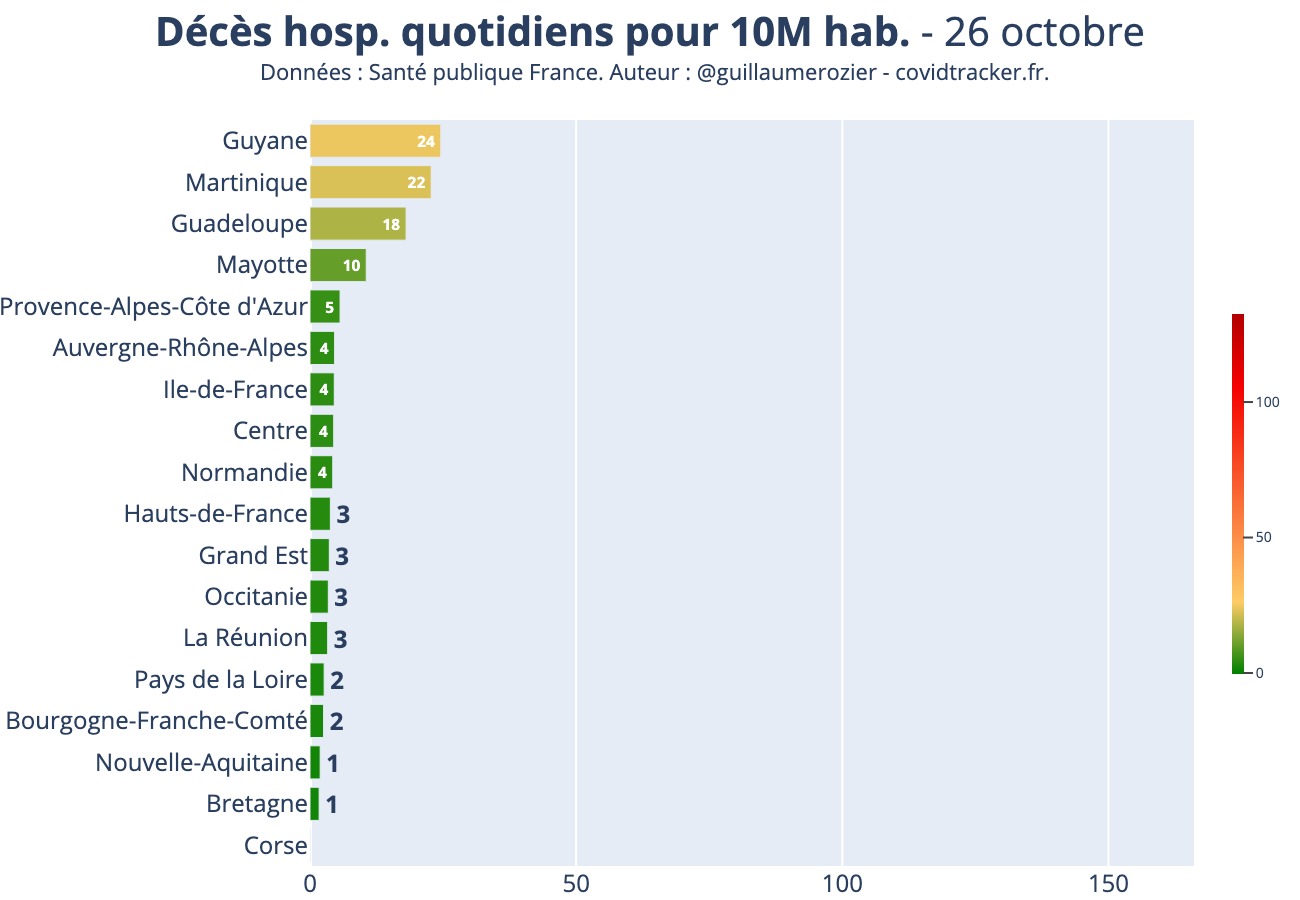 Décès hosp. quotidiens pour 10M hab. - 26 octobre
Données : Santé publique France. Auteur : @guillaumerozier - covidtracker.fr.
Guyane 24
Martinique 22
Guadeloupe 18
Mayotte 10
Provence-Alpes-Côte d'Azur 5
Auvergne-Rhône-Alpes 4
Ile-de-France 4
Centre 4
Normandie 4
Hauts-de-France 3
Grand Est 3
Occitanie 3
La Réunion 3
Pays de la Loire 2
Bourgogne-Franche-Comté 2
Nouvelle-Aquitaine 1
Bretagne 1
Corse
0 50 100 150
100
50
0